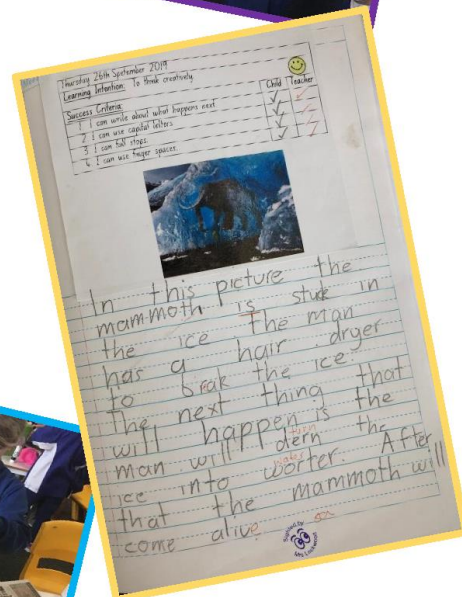 Thursday 26th Spetember 2019
Learning Intention: To think creatively.
Success Criteria: Child Teacher
1. I can write about what happens next.
2. I can use capital letters.
3. I can full stops.
4. I can use finger spaces.
In this picture the
mammoth is stuck in
the ice The man
has a hair dryer
to break the ice.
The next thing that
will happen is the
man will dern the
turn
ice into worter. After
water
that the mammoth will
come alive.